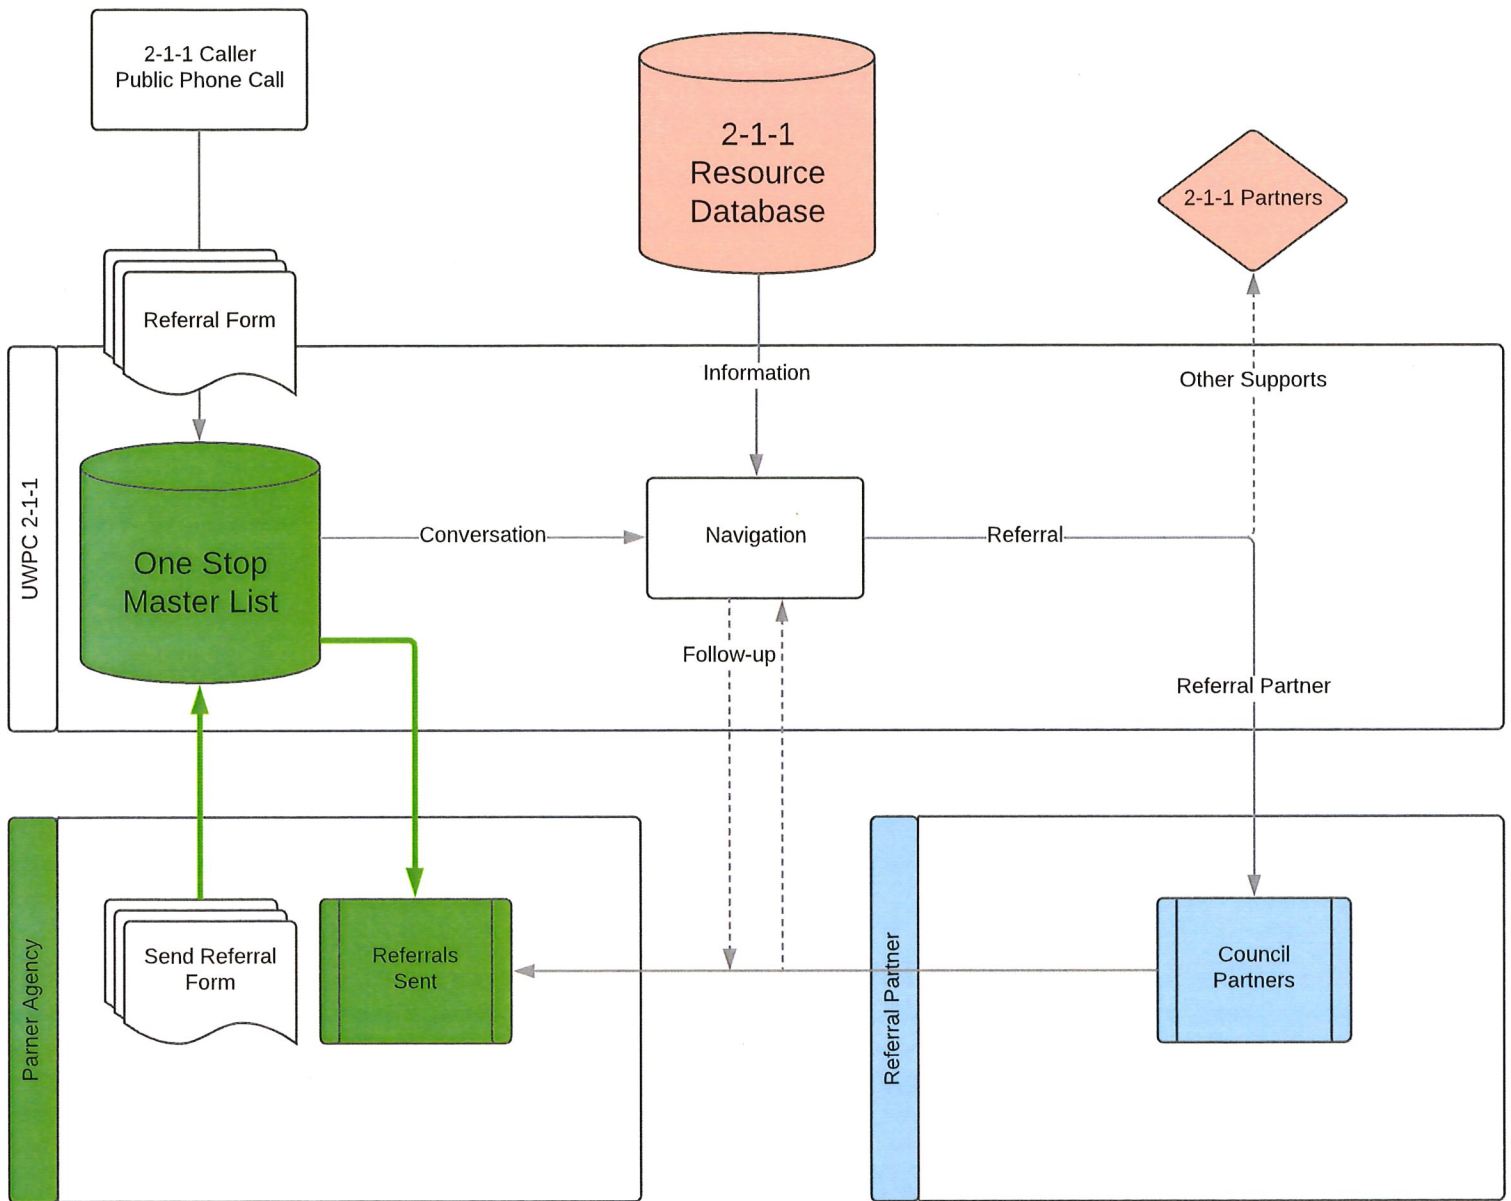 2-1-1 Caller
Public Phone Call
2-1-1
Resource
Database
2-1-1 Partners
Referral Form
Information
Other Supports
UWPC 2-1-1
One Stop
Master List
Conversation
Navigation
Referral
Follow-up
Referral Partner
Parner Agency
Send Referral
Form
Referrals
Sent
Referral Partner
Council
Partners